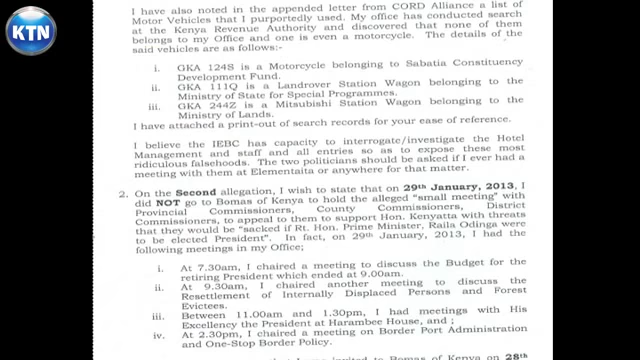 KTN
I have also noted in the appended letter from CORD Alliance a list of
Motor Vehicles that I purportedly used. My office has conducted search
at the Kenya Revenue Authority and discovered that none of them
belongs to my Office and one is even a motorcycle. The details of the
said vehicles are as follows:-
i. GKA 124S is a Motorcycle belonging to Sabatia Constituency
Development Fund.
ii. GKA 111Q is a Landrover Station Wagon belonging to the
Ministry of State for Special Programmes.
iii. GKA 244Z is a Mitsubishi Station Wagon belonging to the
Ministry of Lands.
I have attached a print-out of search records for your ease of reference.
I believe the IEBC has capacity to interrogate/investigate the Hotel
Management and staff and all entries so as to expose these most
ridiculous falsehoods. The two politicians should be asked if I ever had a
meeting with them at Elementaita or anywhere for that matter.
2. On the Second allegation, I wish to state that on 29th January, 2013, I
did NOT go to Bomas of Kenya to hold the alleged "small meeting" with
Provincial Commissioners, County Commissioners, District
Commissioners, to appeal to them to support Hon. Kenyatta with threats
that they would be "sacked if Rt. Hon. Prime Minister, Raila Odinga were
to be elected President". In fact, on 29th January, 2013, I had the
following meetings in my Office;
i. At 7.30am, I chaired a meeting to discuss the Budget for the
retiring President which ended at 9.00am.
ii. At 9.30am, I chaired another meeting to discuss the
Resettlement of Internally Displaced Persons and Forest
Evictees.
iii. Between 11.00am and 1.30pm, I had meetings with His
Excellency the President at Harambee House, and ;
iv. At 2.30pm, I chaired a meeting on Border Port Administration
and One-Stop Border Policy.
invited to Bomas of Kenya on 28th